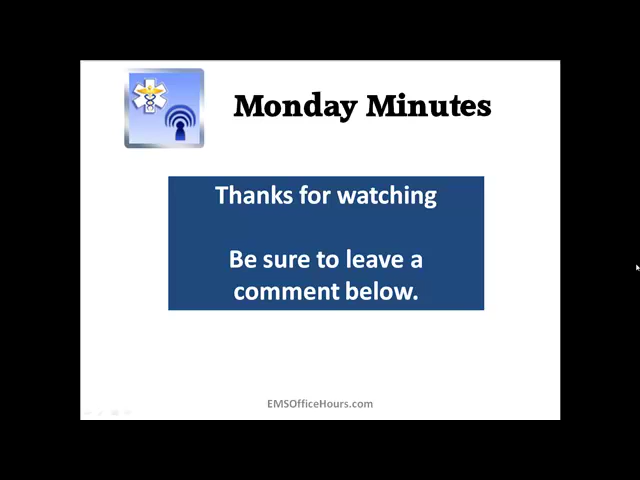 Monday Minutes
Thanks for watching
Be sure to leave a
comment below.
EMSOfficeHours.com